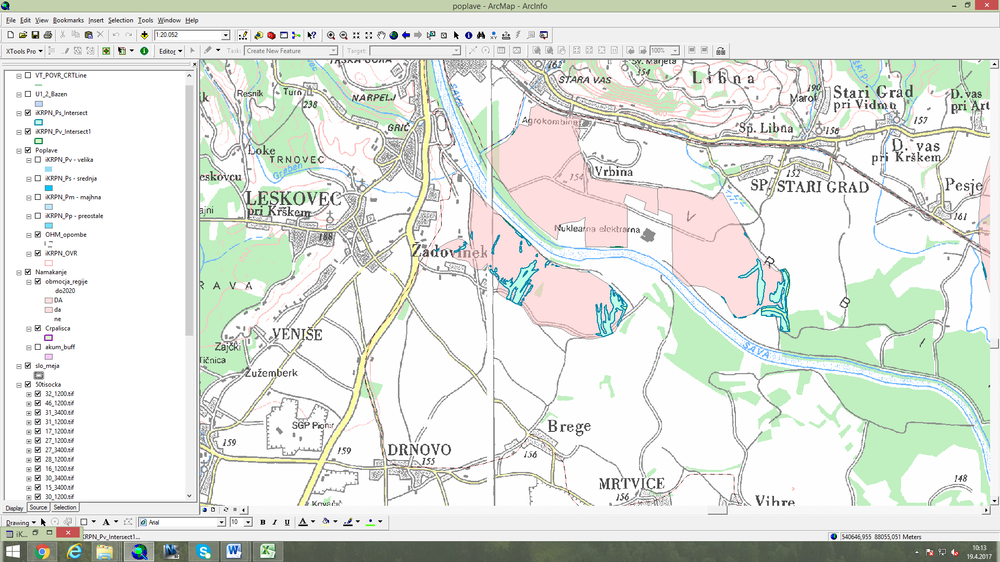 poplave - ArcMap - ArcInfo
File Edit View Bookmarks Insert Selection Tools Window Help
1:20.052
XTools Pro Editor Task: Create New Feature Target: 100%
VT_POVR_CRTLine
U1_2_Bazen
iKRPN_Ps_Intersect
iKRPN_Pv_Intersect1
Poplave
iKRPN_Pv - velika
iKRPN_Ps - srednja
iKRPN_Pm - majhna
iKRPN_Pp - preostale
OHM_opombe
iKRPN_OVR
Namakanje
obmocja_regije
do2020
DA
da
ne
Crpalisca
akum_buff
slo_meja
50tisocka
32_1200.tif
46_1200.tif
31_3400.tif
31_1200.tif
17_1200.tif
27_1200.tif
27_3400.tif
28_1200.tif
16_1200.tif
30_3400.tif
15_3400.tif
30_1200.tif
Display Source Selection
Resnik
Turn
238
NARPELJ
GRIČ
SAVA
162
STARA VAS
Sv. Marjeta
354
Libna
190
Marof
Stari Grad
pri Vidmu
D. vas
pri Art
157
Agrokombinat
Sp. Libna
156
D. vas
pri Krškem
Loke
TRNOVEC
Graben
eskovcu
Vrbina
154
152
SP. STARI GRAD
Pesje
161
LESKOVEC
pri Krškem
ajni
188
V
Nuklearna elektrarna
Žadovinek
R
RAVA
B
VENIŠE
Zajčki
Tičnica
Žužemberk
SAVA
SGP Pionir
Brege
159
159
DRNOVO
155
156
MRTVICE
156
148
Kovačič
Vihre
Drawing A Arial 10 B I U A
iK...
KRPN_Pv_Intersect1...
540646,955 88055,051 Meters
10:13
19.4.2017